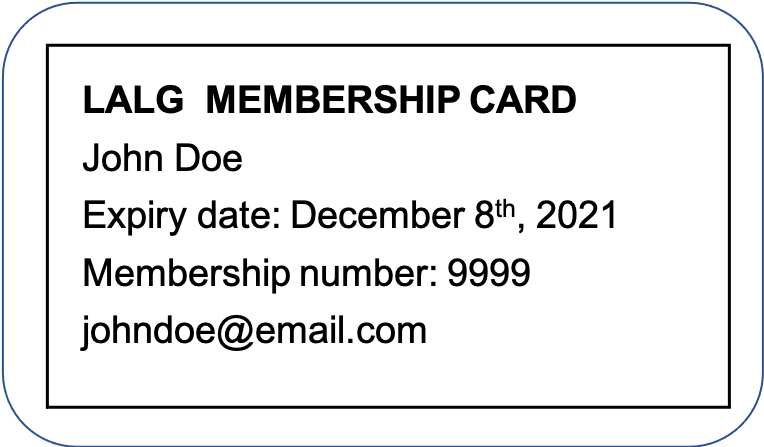 LALG MEMBERSHIP CARD
John Doe
Expiry date: December 8th, 2021
Membership number: 9999
johndoe@email.com